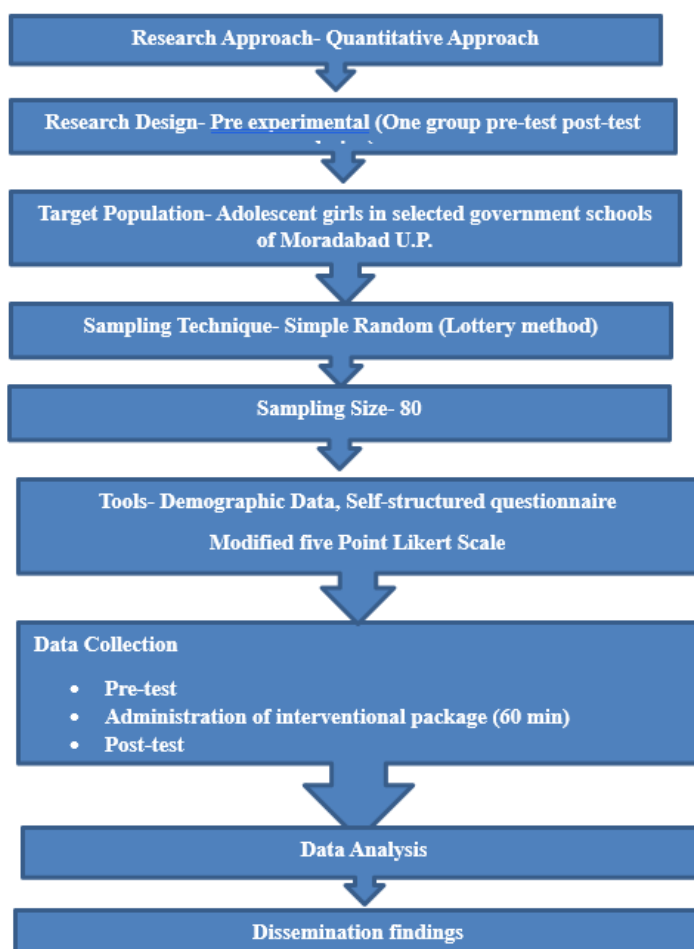 Research Approach- Quantitative Approach
Research Design- Pre experimental (One group pre-test post-test
Target Population- Adolescent girls in selected government schools
of Moradabad U.P.
Sampling Technique- Simple Random (Lottery method)
Sampling Size- 80
Tools- Demographic Data, Self-structured questionnaire
Modified five Point Likert Scale
Data Collection
• Pre-test
• Administration of interventional package (60 min)
• Post-test
Data Analysis
Dissemination findings